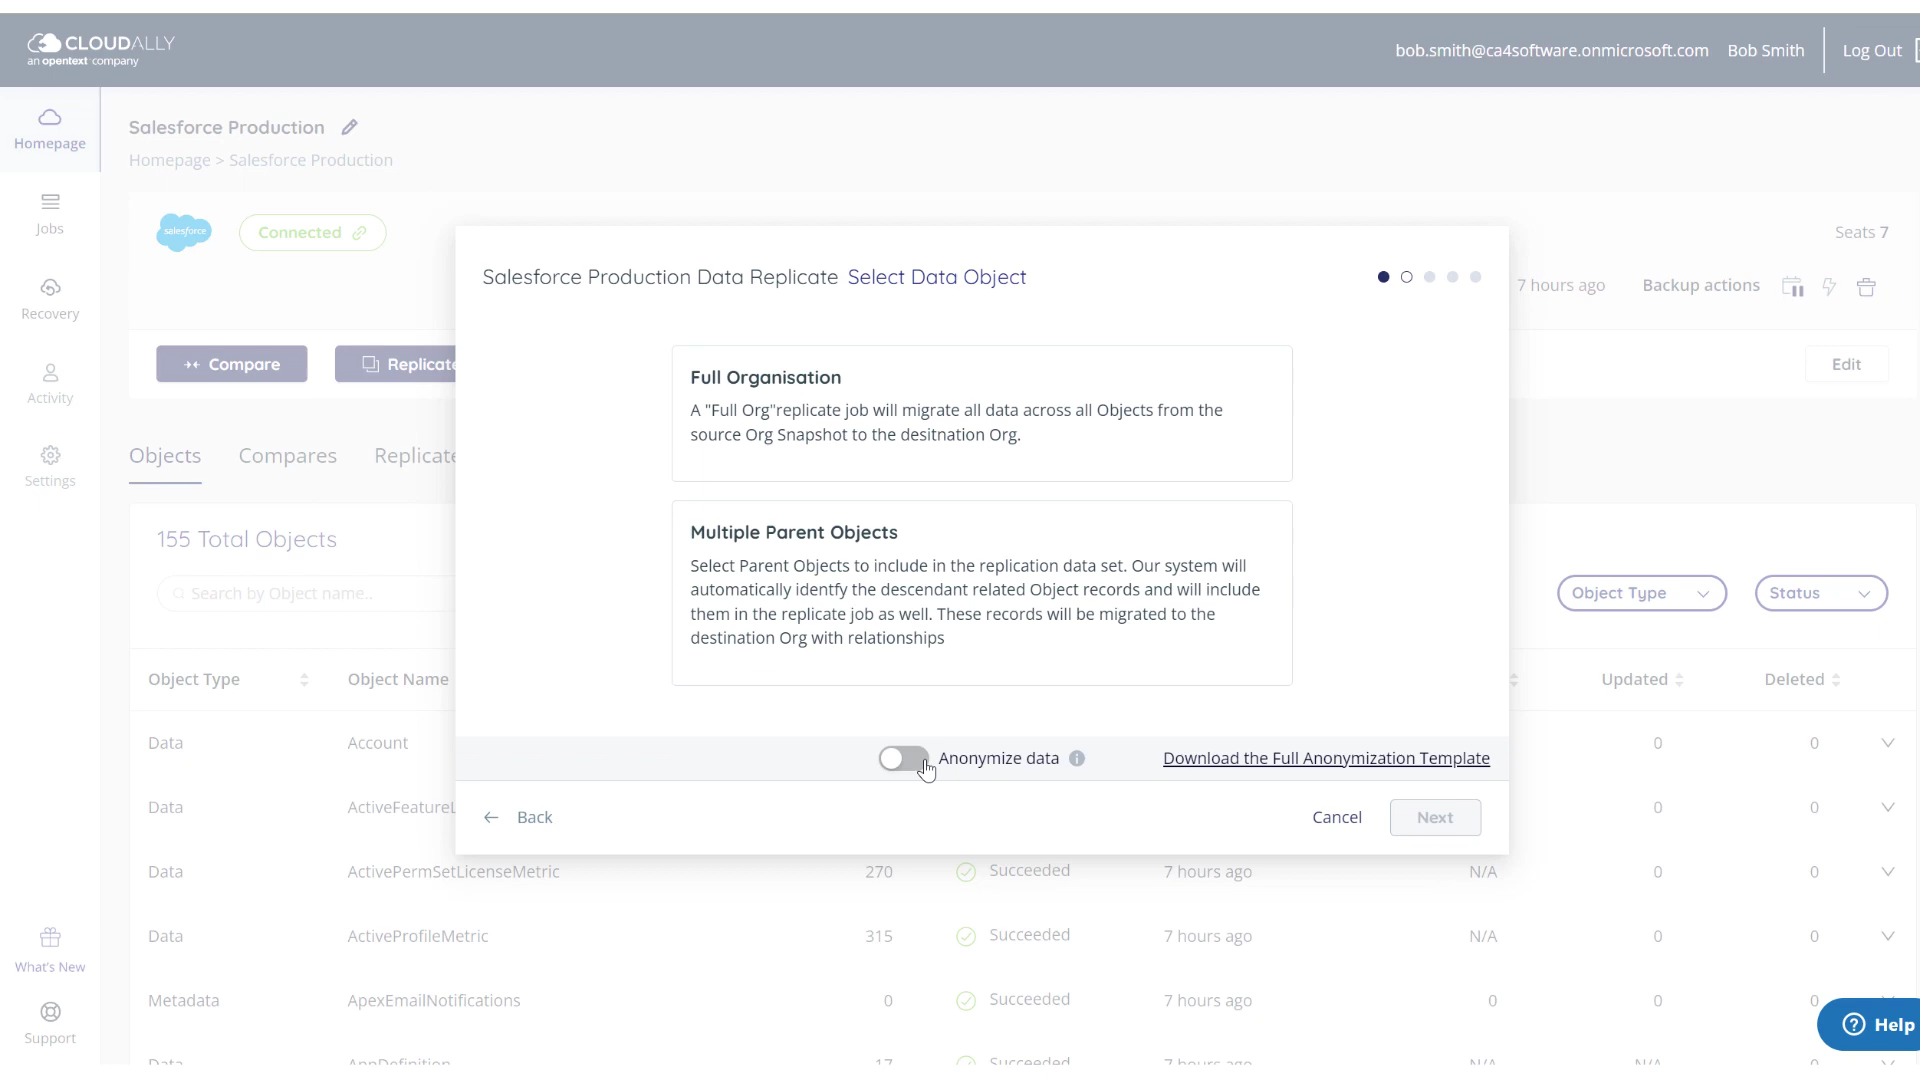 CLOUDALLY
an opentext company
bob.smith@ca4software.onmicrosoft.com Bob Smith Log Out
Homepage
Jobs
Recovery
Activity
Settings
What's New
Support
Salesforce Production
Homepage > Salesforce Production
salesforce
Connected
Seats 7
7 hours ago Backup actions
Compare Replicate Edit
Objects Compares Replicate
155 Total Objects
Search by Object name..
Object Type Status
Salesforce Production Data Replicate Select Data Object
Full Organisation
A "Full Org"replicate job will migrate all data across all Objects from the
source Org Snapshot to the desitnation Org.
Multiple Parent Objects
Select Parent Objects to include in the replication data set. Our system will
automatically identfy the descendant related Object records and will include
them in the replicate job as well. These records will be migrated to the
destination Org with relationships
Anonymize data Download the Full Anonymization Template
Back Cancel Next
Object Type Object Name Updated Deleted
Data Account 0 0
Data 0 0
Data ActivePermSetLicenseMetric 270 Succeeded 7 hours ago N/A 0 0
Data ActiveProfileMetric 315 Succeeded 7 hours ago N/A 0 0
Metadata ApexEmailNotifications 0 Succeeded 7 hours ago 0 0 0
Data AppDefinition 17 Succeeded 7 hours ago N/A N/A 0
Help